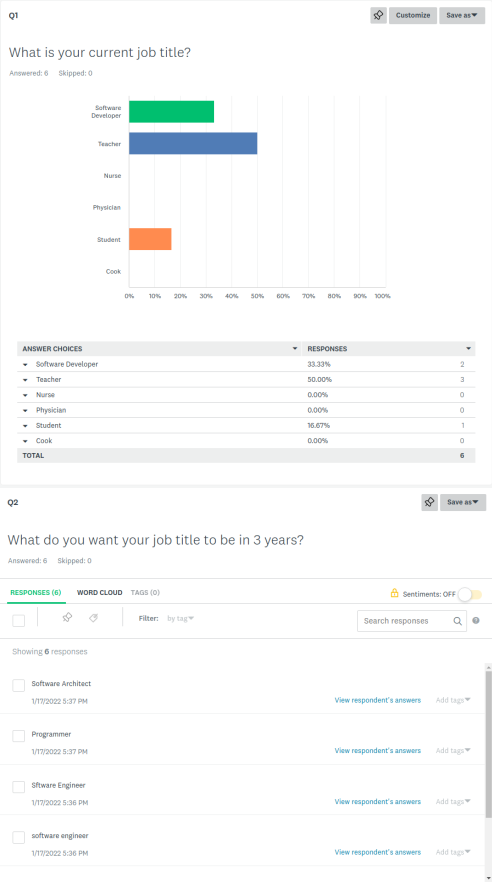 Q1
Customize
Save as
What is your current job title?
Answered: 6 Skipped: 0
Software
Developer
Teacher
Nurse
Physician
Student
Cook
0% 10% 20% 30% 40% 50% 60% 70% 80% 90% 100%
ANSWER CHOICES RESPONSES
Software Developer 33.33% 2
Teacher 50.00% 3
Nurse 0.00% 0
Physician 0.00% 0
Student 16.67% 1
Cook 0.00% 0
TOTAL 6
Q2
Save as
What do you want your job title to be in 3 years?
Answered: 6 Skipped: 0
RESPONSES (6) WORD CLOUD TAGS (0)
Sentiments: OFF
Filter: by tag
Search responses
?
Showing 6 responses
Software Architect
1/17/2022 5:37 PM View respondent's answers Add tags
Programmer
1/17/2022 5:37 PM View respondent's answers Add tags
Sftware Engineer
1/17/2022 5:36 PM View respondent's answers Add tags
software engineer
1/17/2022 5:36 PM View respondent's answers Add tags